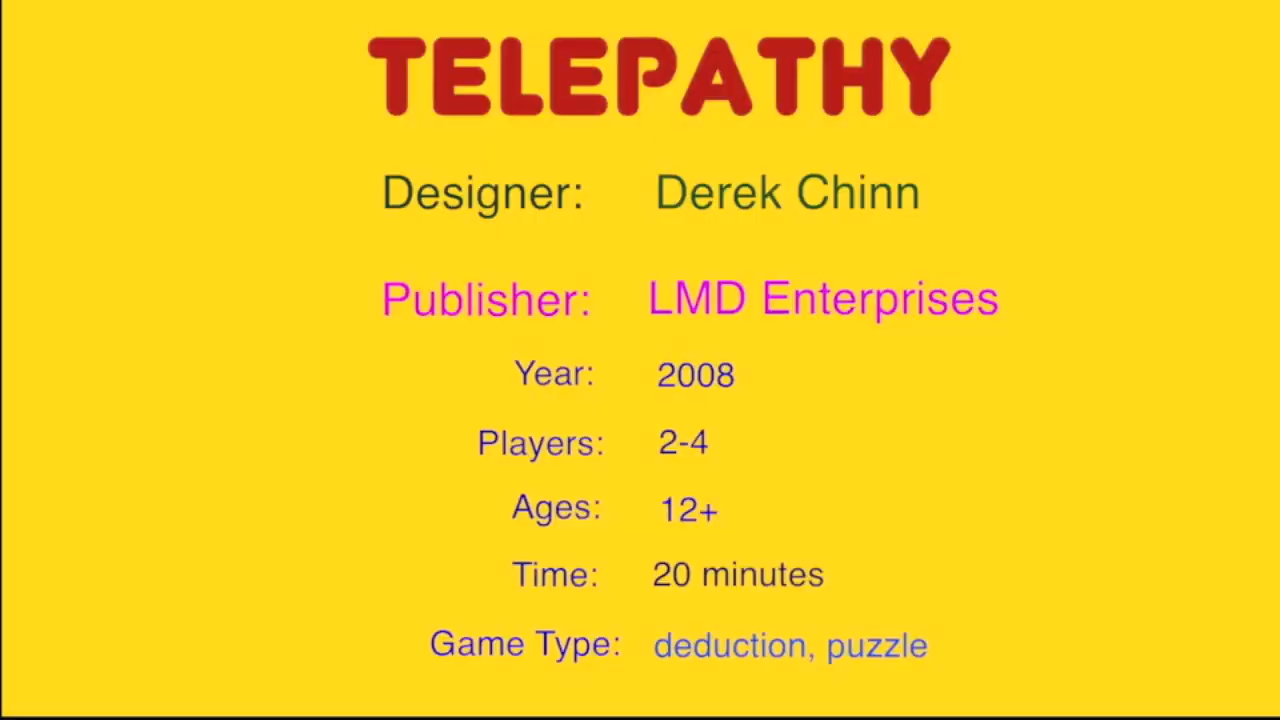 TELEPATHY
Designer: Derek Chinn
Publisher: LMD Enterprises
Year: 2008
Players: 2-4
Ages: 12+
Time: 20 minutes
Game Type: deduction, puzzle